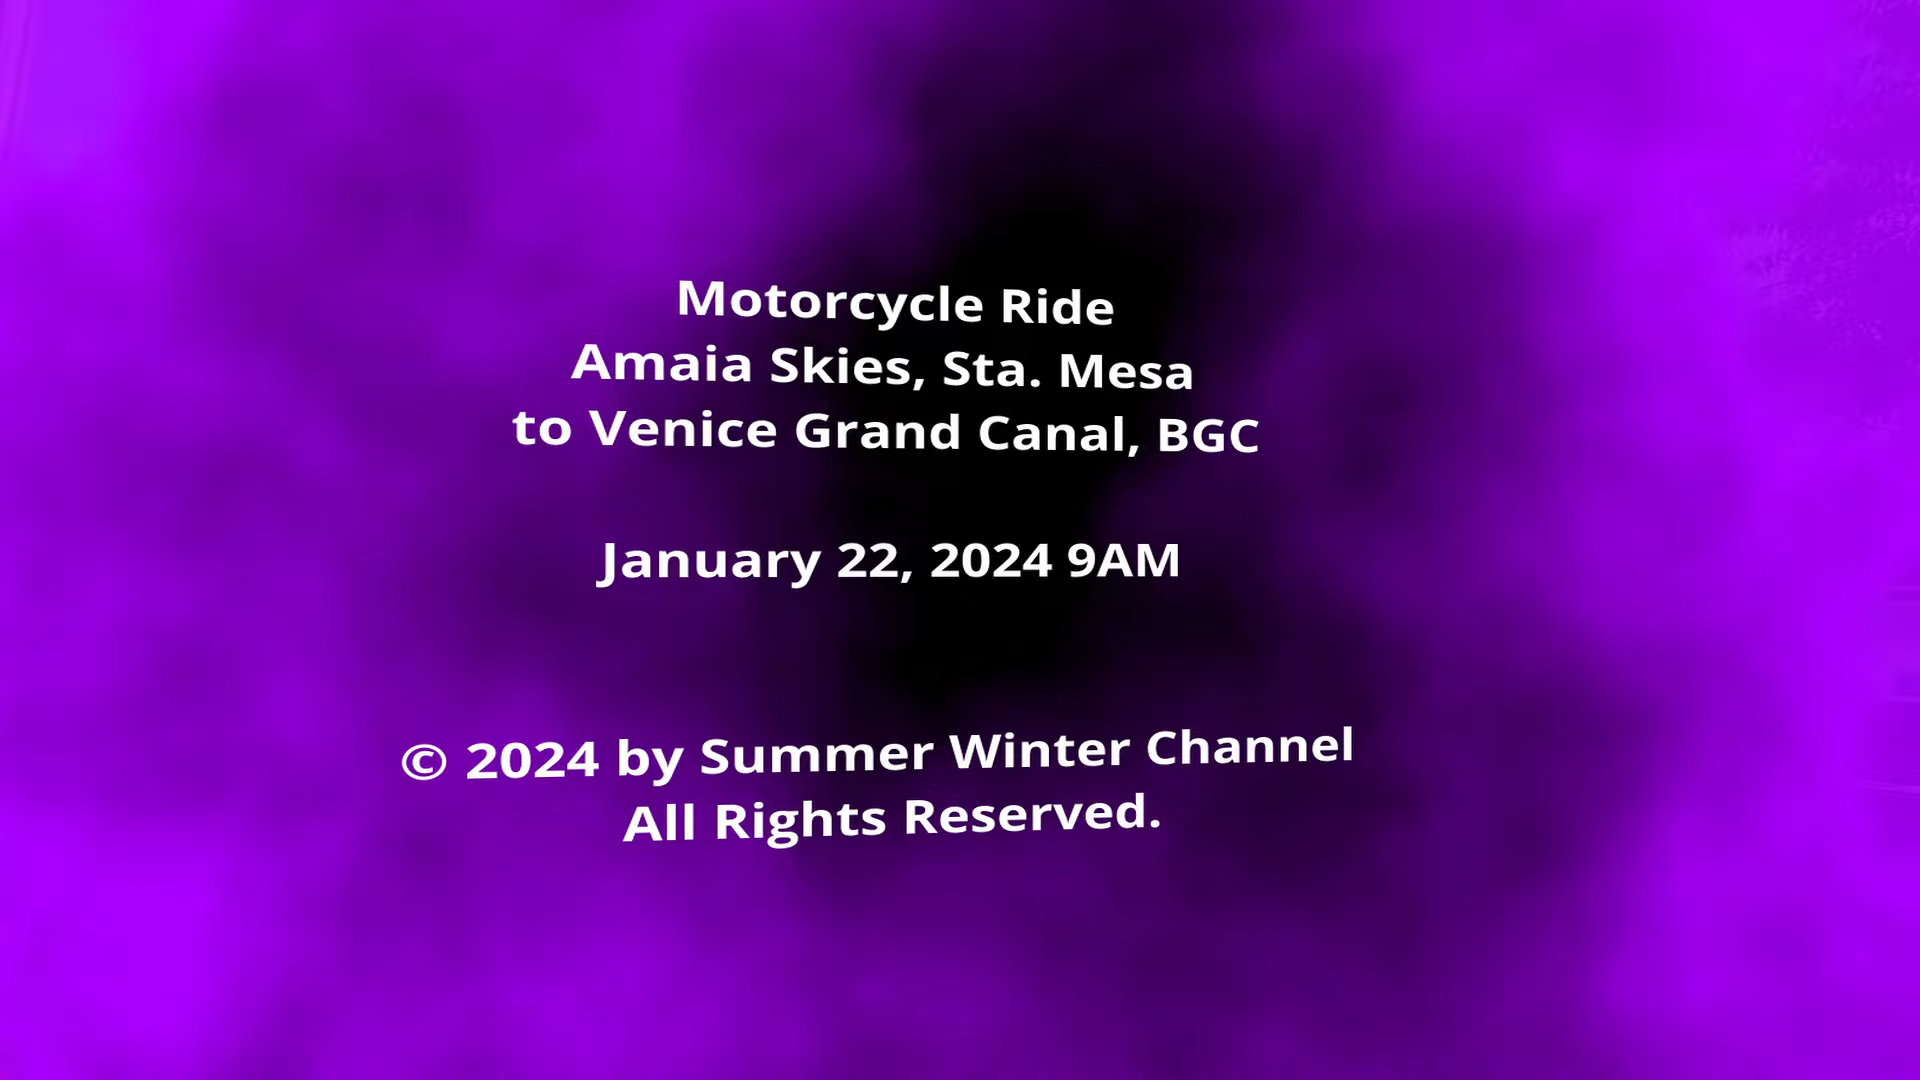 Motorcycle Ride
Amaia Skies, Sta. Mesa
to Venice Grand Canal, BGC
January 22, 2024 9AM
© 2024 by Summer Winter Channel
All Rights Reserved.